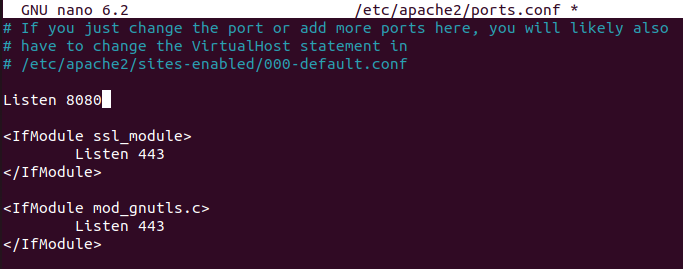 GNU nano 6.2 /etc/apache2/ports.conf *
# If you just change the port or add more ports here, you will likely also
# have to change the VirtualHost statement in
# /etc/apache2/sites-enabled/000-default.conf
Listen 8080
<IfModule ssl_module>
Listen 443
</IfModule>
<IfModule mod_gnutls.c>
Listen 443
</IfModule>